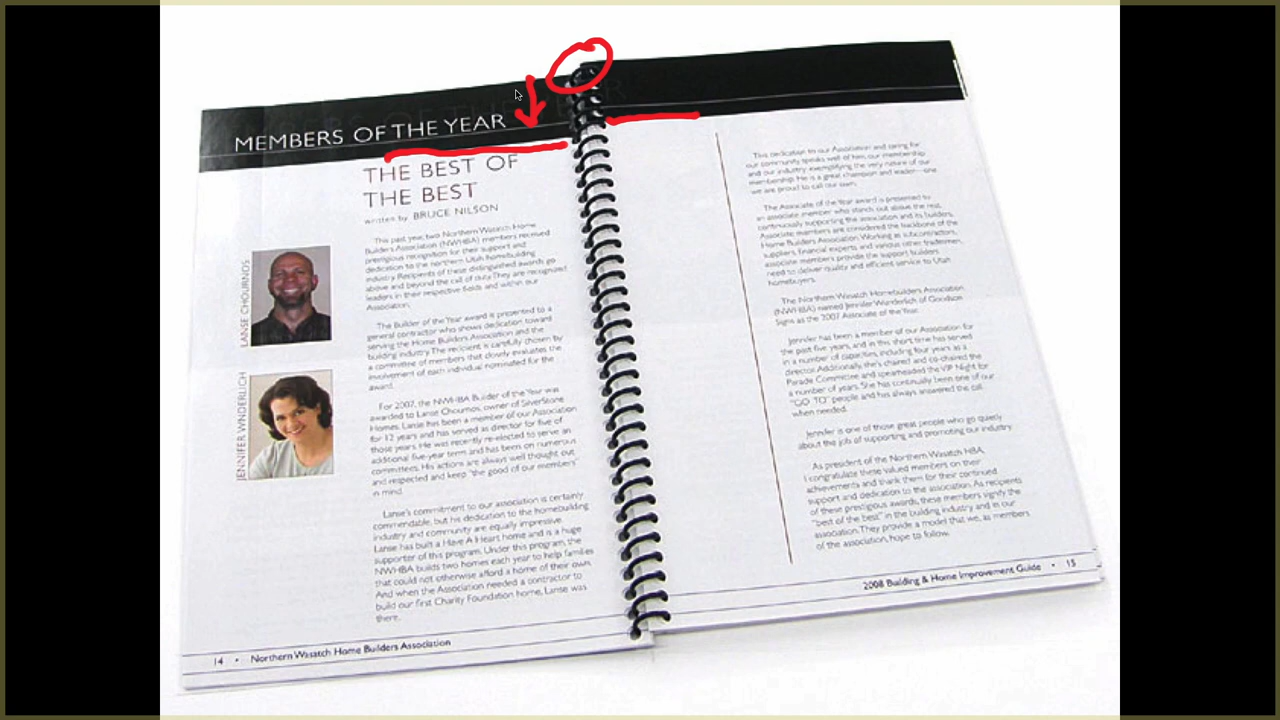 MEMBERS OF THE YEAR
THE BEST OF
THE BEST
written by BRUCE NILSON
LANSE CHOURNOS
JENNIFER WNDERLICH
This past year, two Northern Wasatch Home
Builders Association (NWHBA) members received
prestigious recognition for their support and
dedication to the northern Utah homebuilding
industry. Recipients of these distinguished awards go
above and beyond the call of duty. They are recognized
leaders in their respective fields and within our
Association.
The Builder of the Year award is presented to a
general contractor who shows dedication toward
serving the Home Builders Association and the
building industry. The recipient is carefully chosen by
a committee of members that closely evaluates the
involvement of each individual nominated for the
award.
For 2007, the NWHBA Builder of the Year was
awarded to Lanse Chournos, owner of SilverStone
Homes. Lanse has been a member of our Association
for 12 years and has served as director for five of
those years. He was recently re-elected to serve an
additional five-year term and has been on numerous
committees. His actions are always well thought out
and respected and keep "the good of our members"
in mind.
Lanse's commitment to our association is certainly
commendable, but his dedication to the homebuilding
industry and community are equally impressive.
Lanse has built a Have A Heart home and is a huge
supporter of this program. Under this program, the
NWHBA builds two homes each year to help families
that could not otherwise afford a home of their own.
And when the Association needed a contractor to
build our first Charity Foundation home, Lanse was
there.
14 • Northern Wasatch Home Builders Association
This dedication to our Association and caring for
our community speaks well of him, our membership
and our industry, exemplifying the very nature of our
membership. He is a great champion and leader—one
we are proud to call our own.
The Associate of the Year award is presented to
an associate member who stands out above the rest,
continuously supporting the association and its builders.
Associate members are considered the backbone of the
Home Builders Association. Working as subcontractors,
suppliers, financial experts, and various other tradesmen,
associate members provide the support builders
need to deliver quality and efficient service to Utah
homebuyers.
The Northern Wasatch Homebuilders Association
(NWHBA) named Jennifer Wanderlich of Goodson
Signs as the 2007 Associate of the Year.
Jennifer has been a member of our Association for
the past five years, and in this short time has served
in a number of capacities, including four years as a
director. Additionally, she's chaired and co-chaired the
Parade Committee and spearheaded the VIP Night for
a number of years. She has continually been one of our
"GO TO" people and has always answered the call
when needed.
Jennifer is one of those great people who go quietly
about the job of supporting and promoting our industry.
As president of the Northern Wasatch HBA,
I congratulate these valued members on their
achievements and thank them for their continued
support and dedication to the association. As recipients
of these prestigious awards, these members signify the
"best of the best" in the building industry and in our
association. They provide a model that we, as members
of the association, hope to follow.
2008 Building & Home Improvement Guide • 15